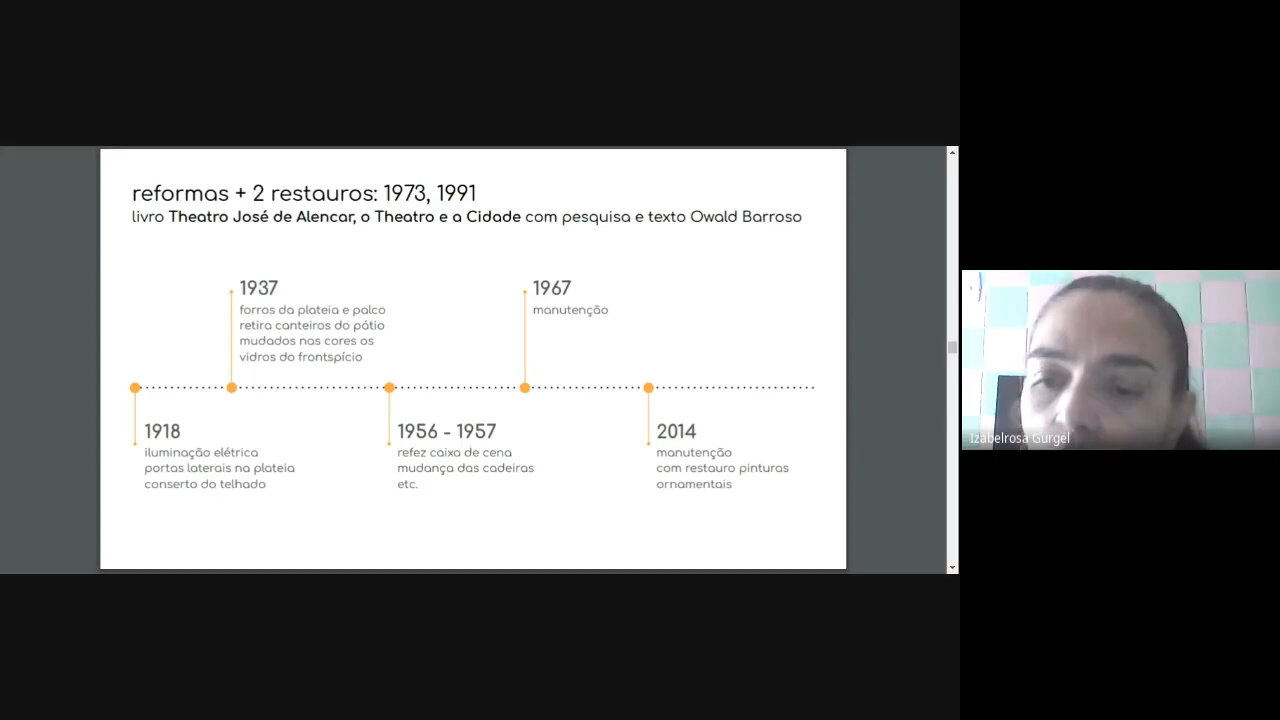 reformas + 2 restauros: 1973, 1991
livro Theatro José de Alencar, o Theatro e a Cidade com pesquisa e texto Owald Barroso
1937
forros da plateia e palco
retira canteiros do pátio
mudados nas cores os
vidros do frontspício
1967
manutenção
1918
iluminação elétrica
portas laterais na plateia
conserto do telhado
1956 - 1957
refez caixa de cena
mudança das cadeiras
etc.
2014
manutenção
com restauro pinturas
ornamentais
Izabelrosa Gurgel